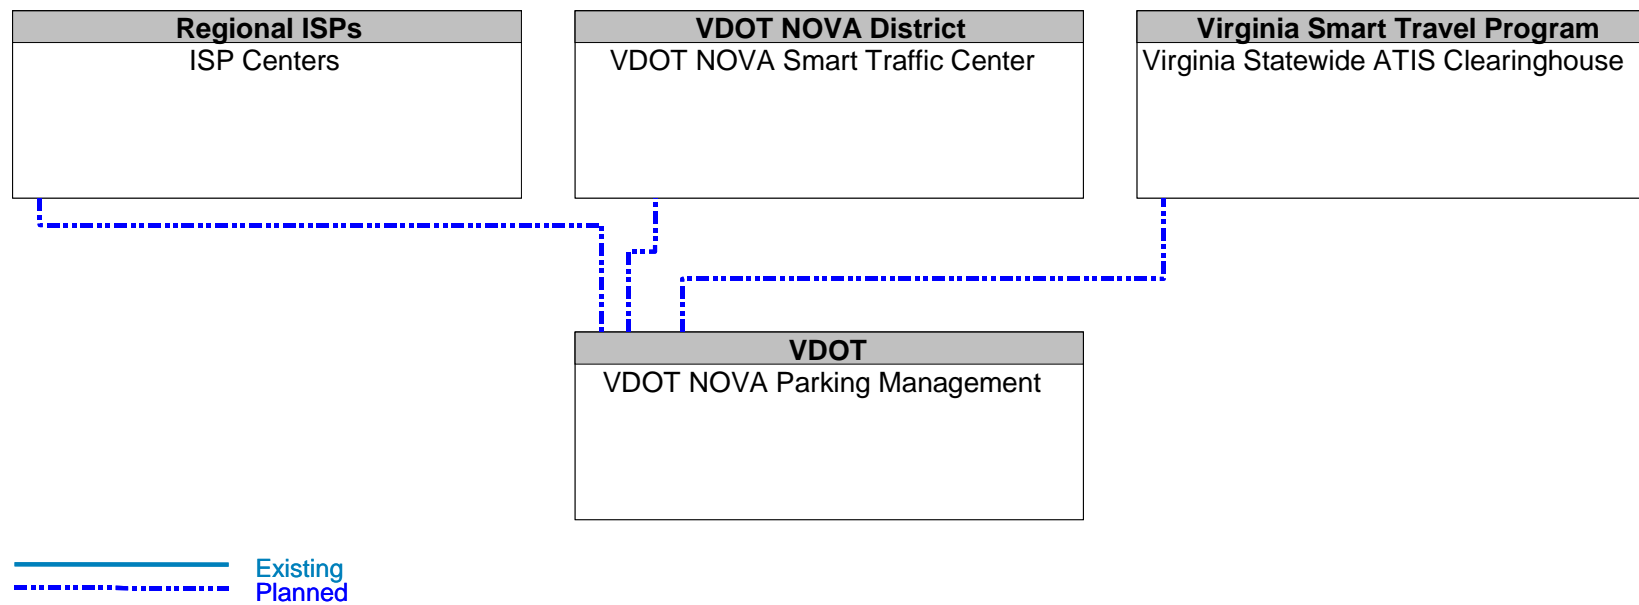 Regional ISPs
ISP Centers
VDOT NOVA District
VDOT NOVA Smart Traffic Center
Virginia Smart Travel Program
Virginia Statewide ATIS Clearinghouse
VDOT
VDOT NOVA Parking Management
Existing
Planned